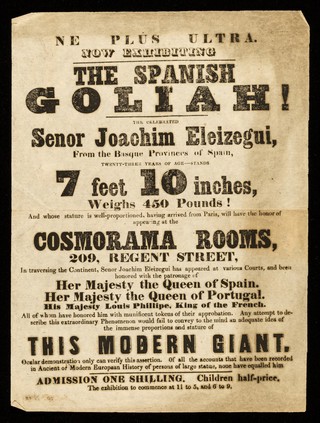 NE PLUS ULTRA.
NOW EXHIBITING
THE SPANISH
GOLIAH!
THE CELEBRATED
Senor Joachim Eleizegui,
From the Basque Provinces of Spain,
TWENTY-THREE YEARS OF AGE—STANDS
7 feet 10 inches,
Weighs 450 Pounds!
And whose stature is well-proportioned, having arrived from Paris, will have the honor of
appearing at the
COSMORAMA ROOMS,
209, REGENT STREET,
In traversing the Continent, Senor Joachim Eleizegui has appeared at various Courts, and been
honored with the patronage of
Her Majesty the Queen of Spain.
Her Majesty the Queen of Portugal.
His Majesty Louis Phillipe, King of the French.
All of whom have honored him with munificent tokens of their approbation. Any attempt to de-
scribe this extraordinary Phenomenon would fail to convey to the mind an adequate idea of
the immense proportions and stature of
THIS MODERN GIANT.
Ocular demonstration only can verify this assertion. Of all the accounts that have been recorded
in Ancient or Modern European History of persons of large stature, none have equalled him
ADMISSION ONE SHILLING. Children half-price.
The exhibition to commence at 11 to 5, and 6 to 9.